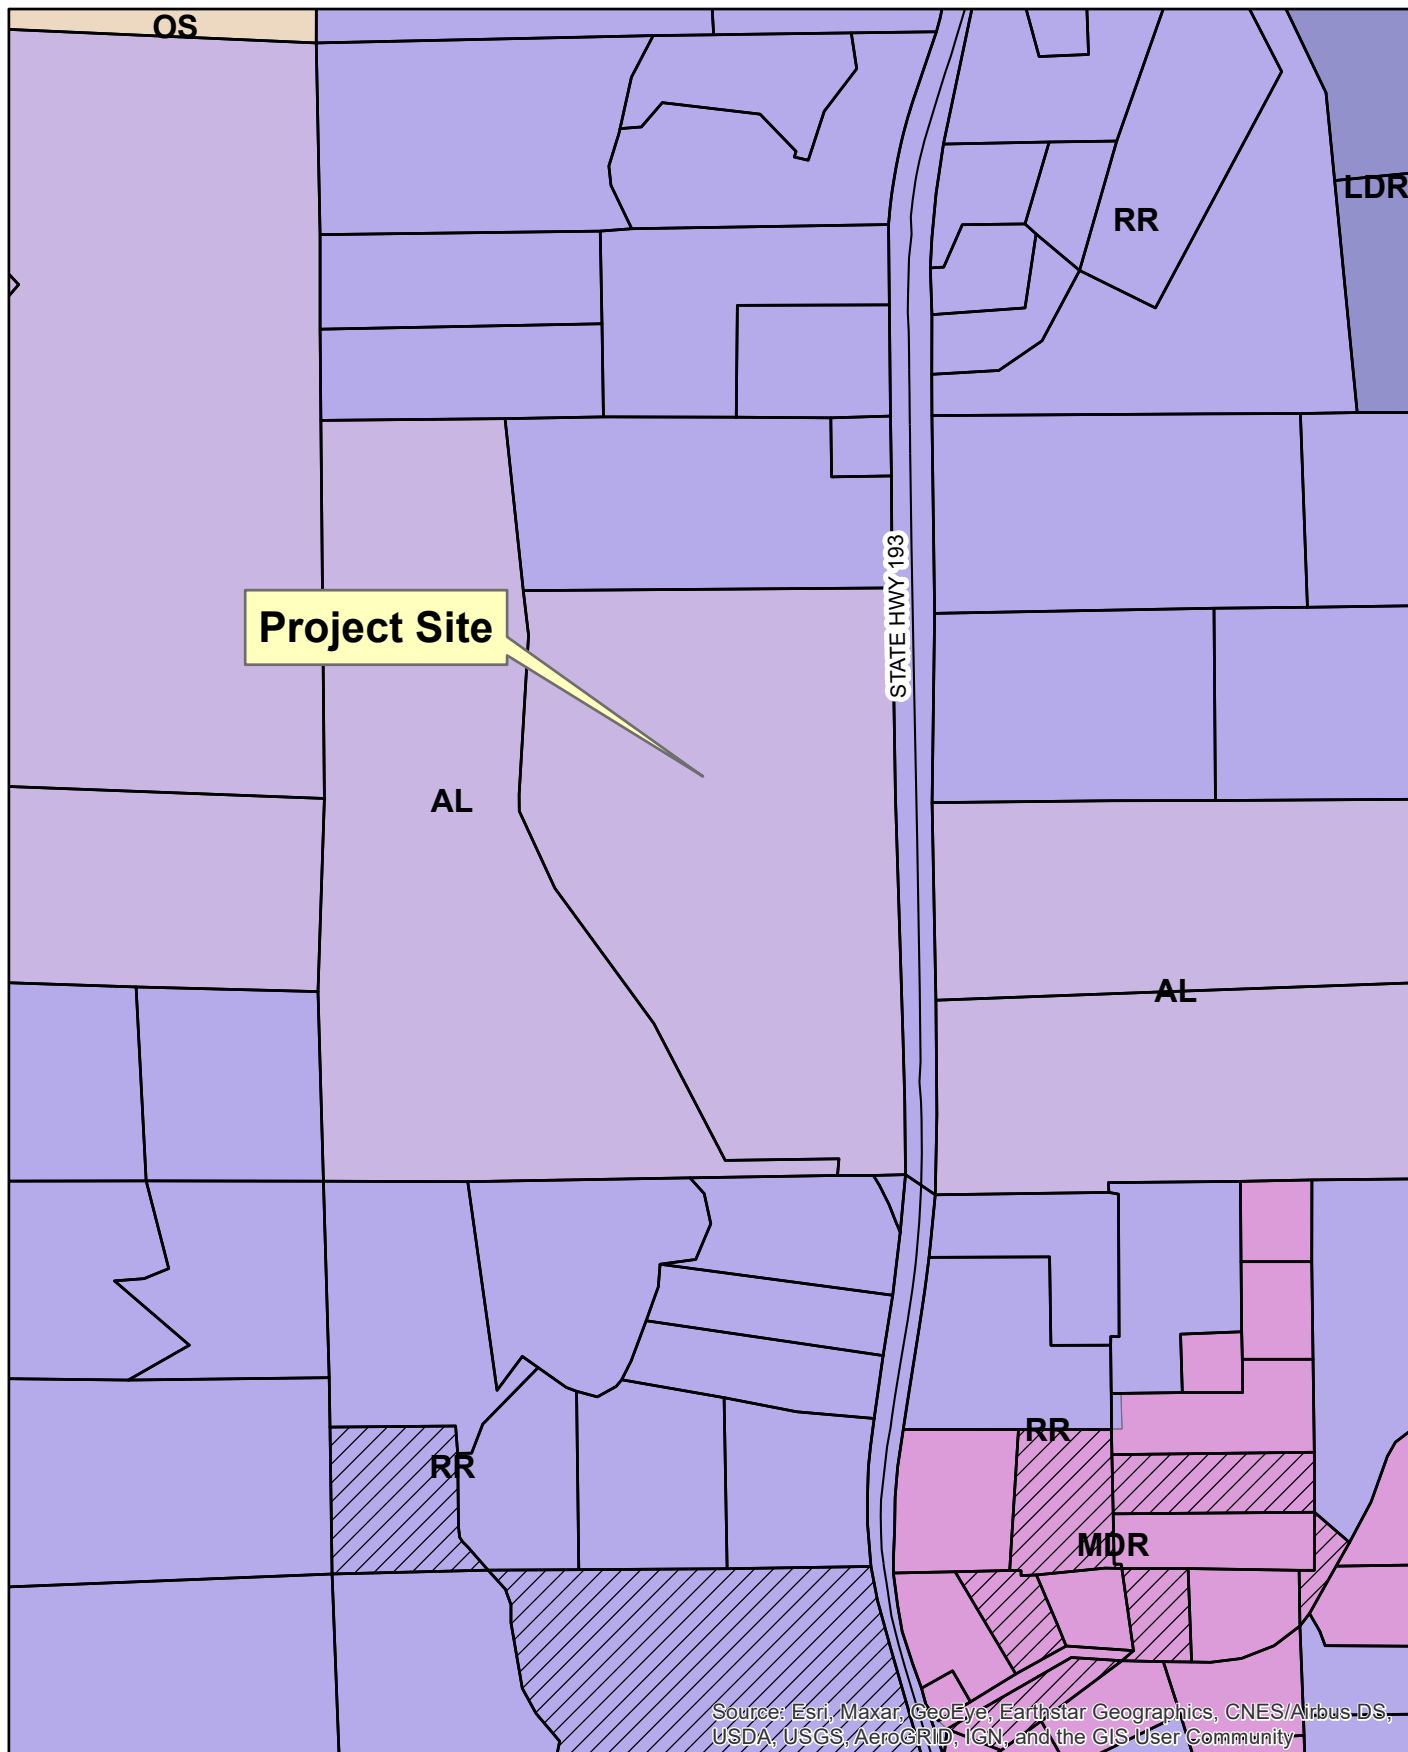 OS
LDR
RR
STATE HWY 193
Project Site
AL
AL
RR
RR
MDR
Source: Esri, Maxar, GeoEye, Earthstar Geographics, CNES/Airbus DS,
USDA, USGS, AeroGRID, IGN, and the GIS User Community